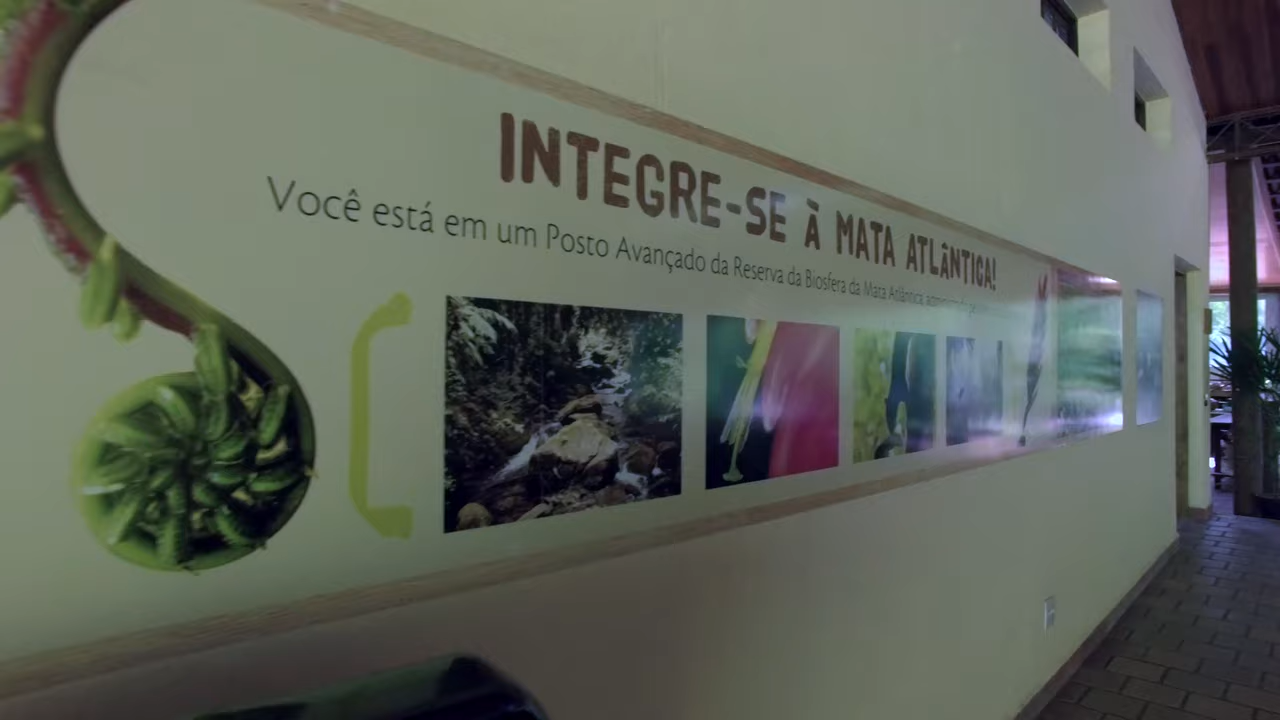 INTEGRE-SE À MATA ATLÂNTICA!
Você está em um Posto Avançado da Reserva da Biosfera da Mata Atlântica,